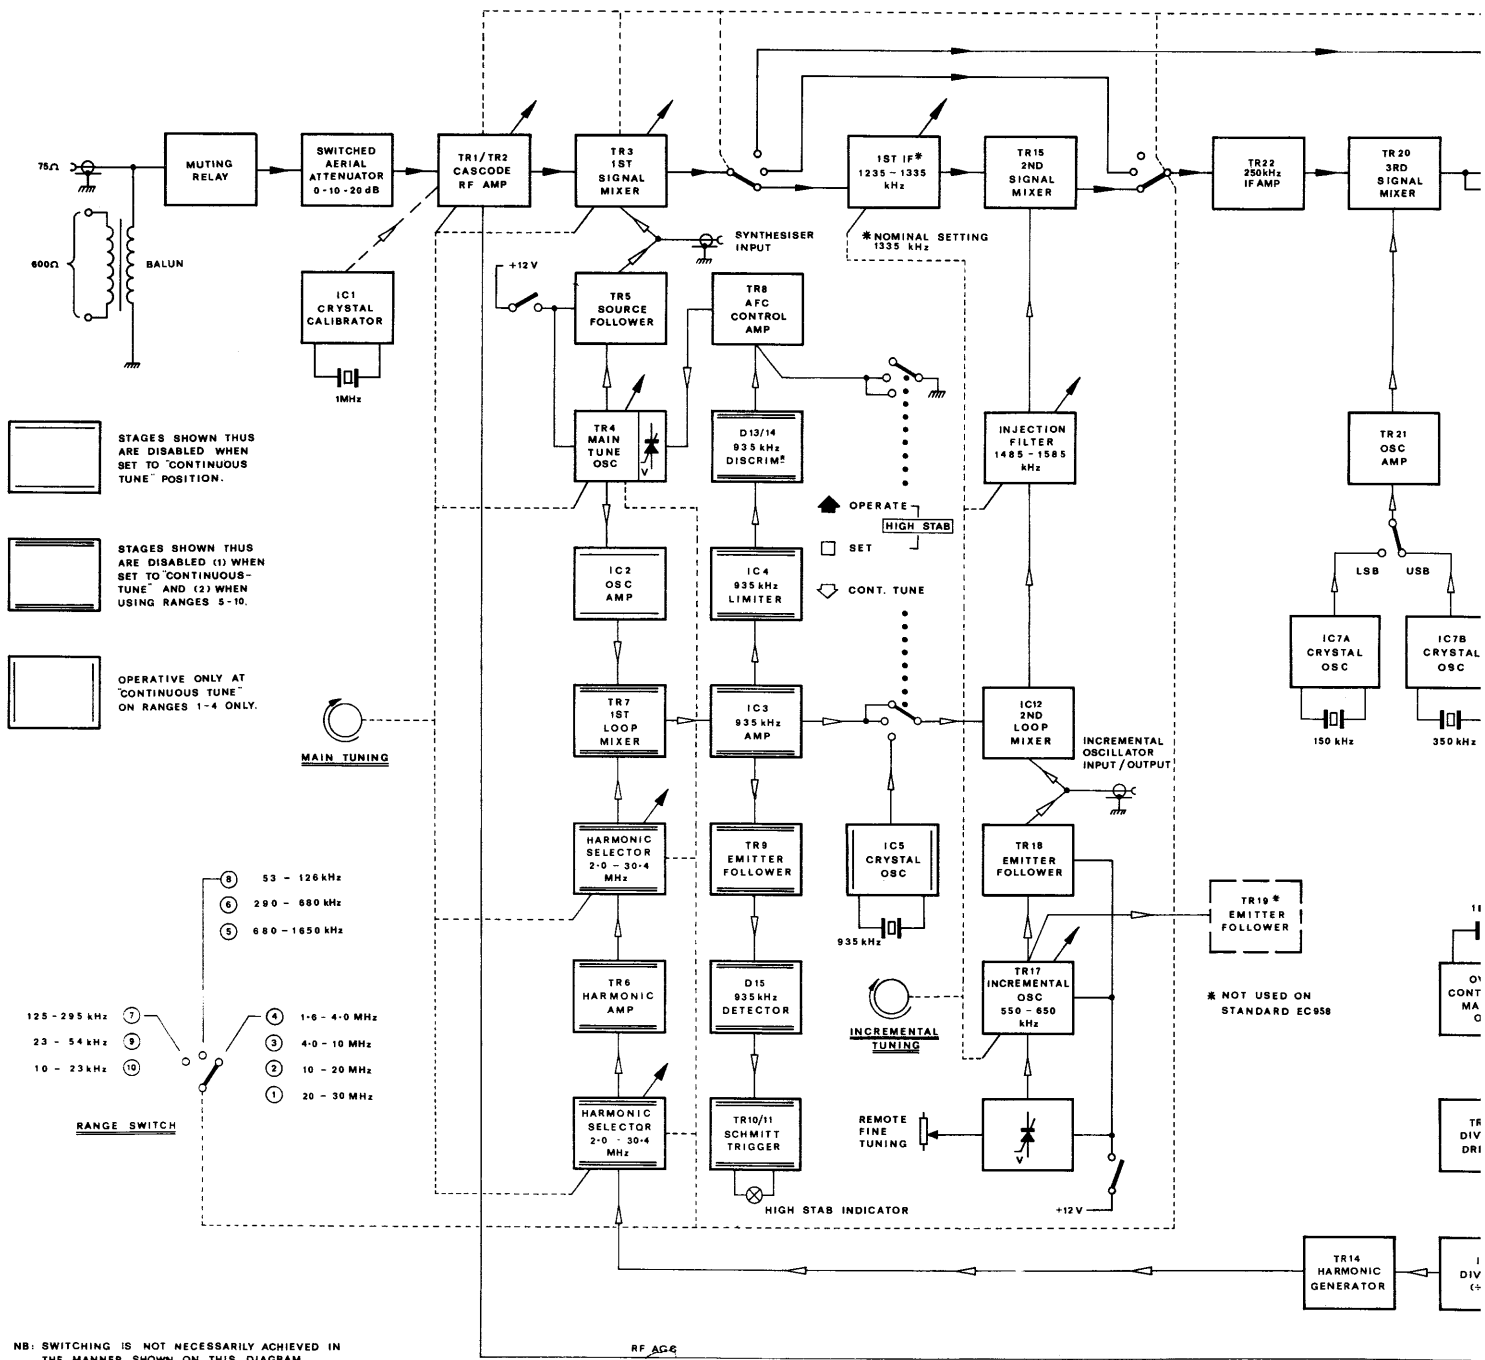 75Ω
MUTING
RELAY
SWITCHED
AERIAL
ATTENUATOR
0-10-20dB
TR1/TR2
CASCODE
RF AMP
TR3
1ST
SIGNAL
MIXER
1ST IF*
1235 – 1335
kHz
TR15
2ND
SIGNAL
MIXER
TR22
250kHz
IF AMP
TR20
3RD
SIGNAL
MIXER
600Ω
BALUN
IC1
CRYSTAL
CALIBRATOR
1MHz
+12V
TR5
SOURCE
FOLLOWER
SYNTHESISER
INPUT
TR8
AFC
CONTROL
AMP
* NOMINAL SETTING
1335 kHz
STAGES SHOWN THUS
ARE DISABLED WHEN
SET TO "CONTINUOUS
TUNE" POSITION.
STAGES SHOWN THUS
ARE DISABLED (1) WHEN
SET TO "CONTINUOUS-
TUNE" AND (2) WHEN
USING RANGES 5-10.
OPERATIVE ONLY AT
"CONTINUOUS TUNE"
ON RANGES 1-4 ONLY.
TR4
MAIN
TUNE
OSC
V
D13/14
935 kHz
DISCRIMR
INJECTION
FILTER
1485 – 1585
kHz
TR21
OSC
AMP
OPERATE
HIGH STAB
SET
CONT. TUNE
IC2
OSC
AMP
IC4
935 kHz
LIMITER
LSB
USB
IC7A
CRYSTAL
OSC
150 kHz
IC7B
CRYSTAL
OSC
350 kHz
MAIN TUNING
TR7
1ST
LOOP
MIXER
IC3
935 kHz
AMP
IC12
2ND
LOOP
MIXER
INCREMENTAL
OSCILLATOR
INPUT / OUTPUT
HARMONIC
SELECTOR
2·0 – 30·4
MHz
TR9
EMITTER
FOLLOWER
IC5
CRYSTAL
OSC
935 kHz
TR18
EMITTER
FOLLOWER
TR19 *
EMITTER
FOLLOWER
* NOT USED ON
STANDARD EC958
8 53 – 126 kHz
6 290 – 680 kHz
5 680 – 1650 kHz
125 – 295 kHz 7
23 – 54 kHz 9
10 – 23 kHz 10
4 1·6 – 4·0 MHz
3 4·0 – 10 MHz
2 10 – 20 MHz
1 20 – 30 MHz
RANGE SWITCH
TR6
HARMONIC
AMP
D15
935 kHz
DETECTOR
INCREMENTAL
TUNING
TR17
INCREMENTAL
OSC
550 – 650
kHz
OV
CONT
MA
O
HARMONIC
SELECTOR
2·0 – 30·4
MHz
TR10/11
SCHMITT
TRIGGER
HIGH STAB INDICATOR
REMOTE
FINE
TUNING
V
+12V
TR
DIV
DRI
TR14
HARMONIC
GENERATOR
I
DIV
(÷
NB: SWITCHING IS NOT NECESSARILY ACHIEVED IN
THE MANNER SHOWN ON THIS DIAGRAM
RF AGC